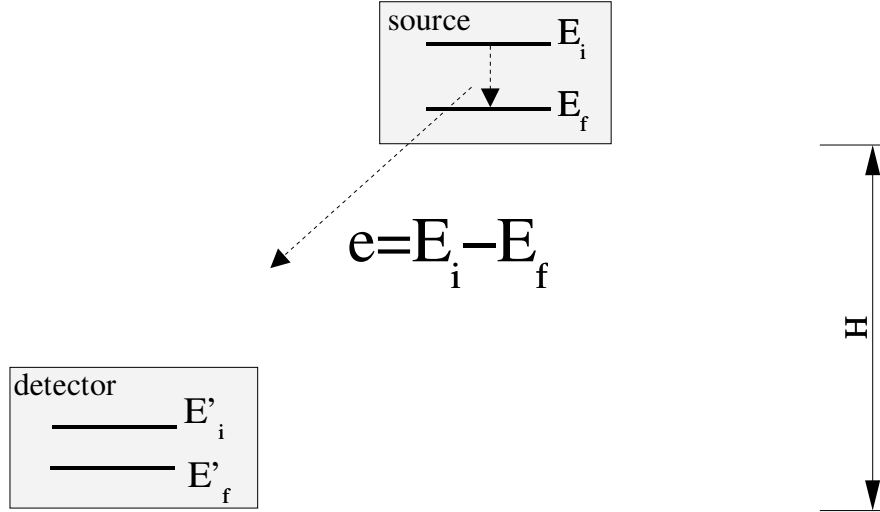 source
E_i
E_f
e=E_i−E_f
H
detector
E'_i
E'_f